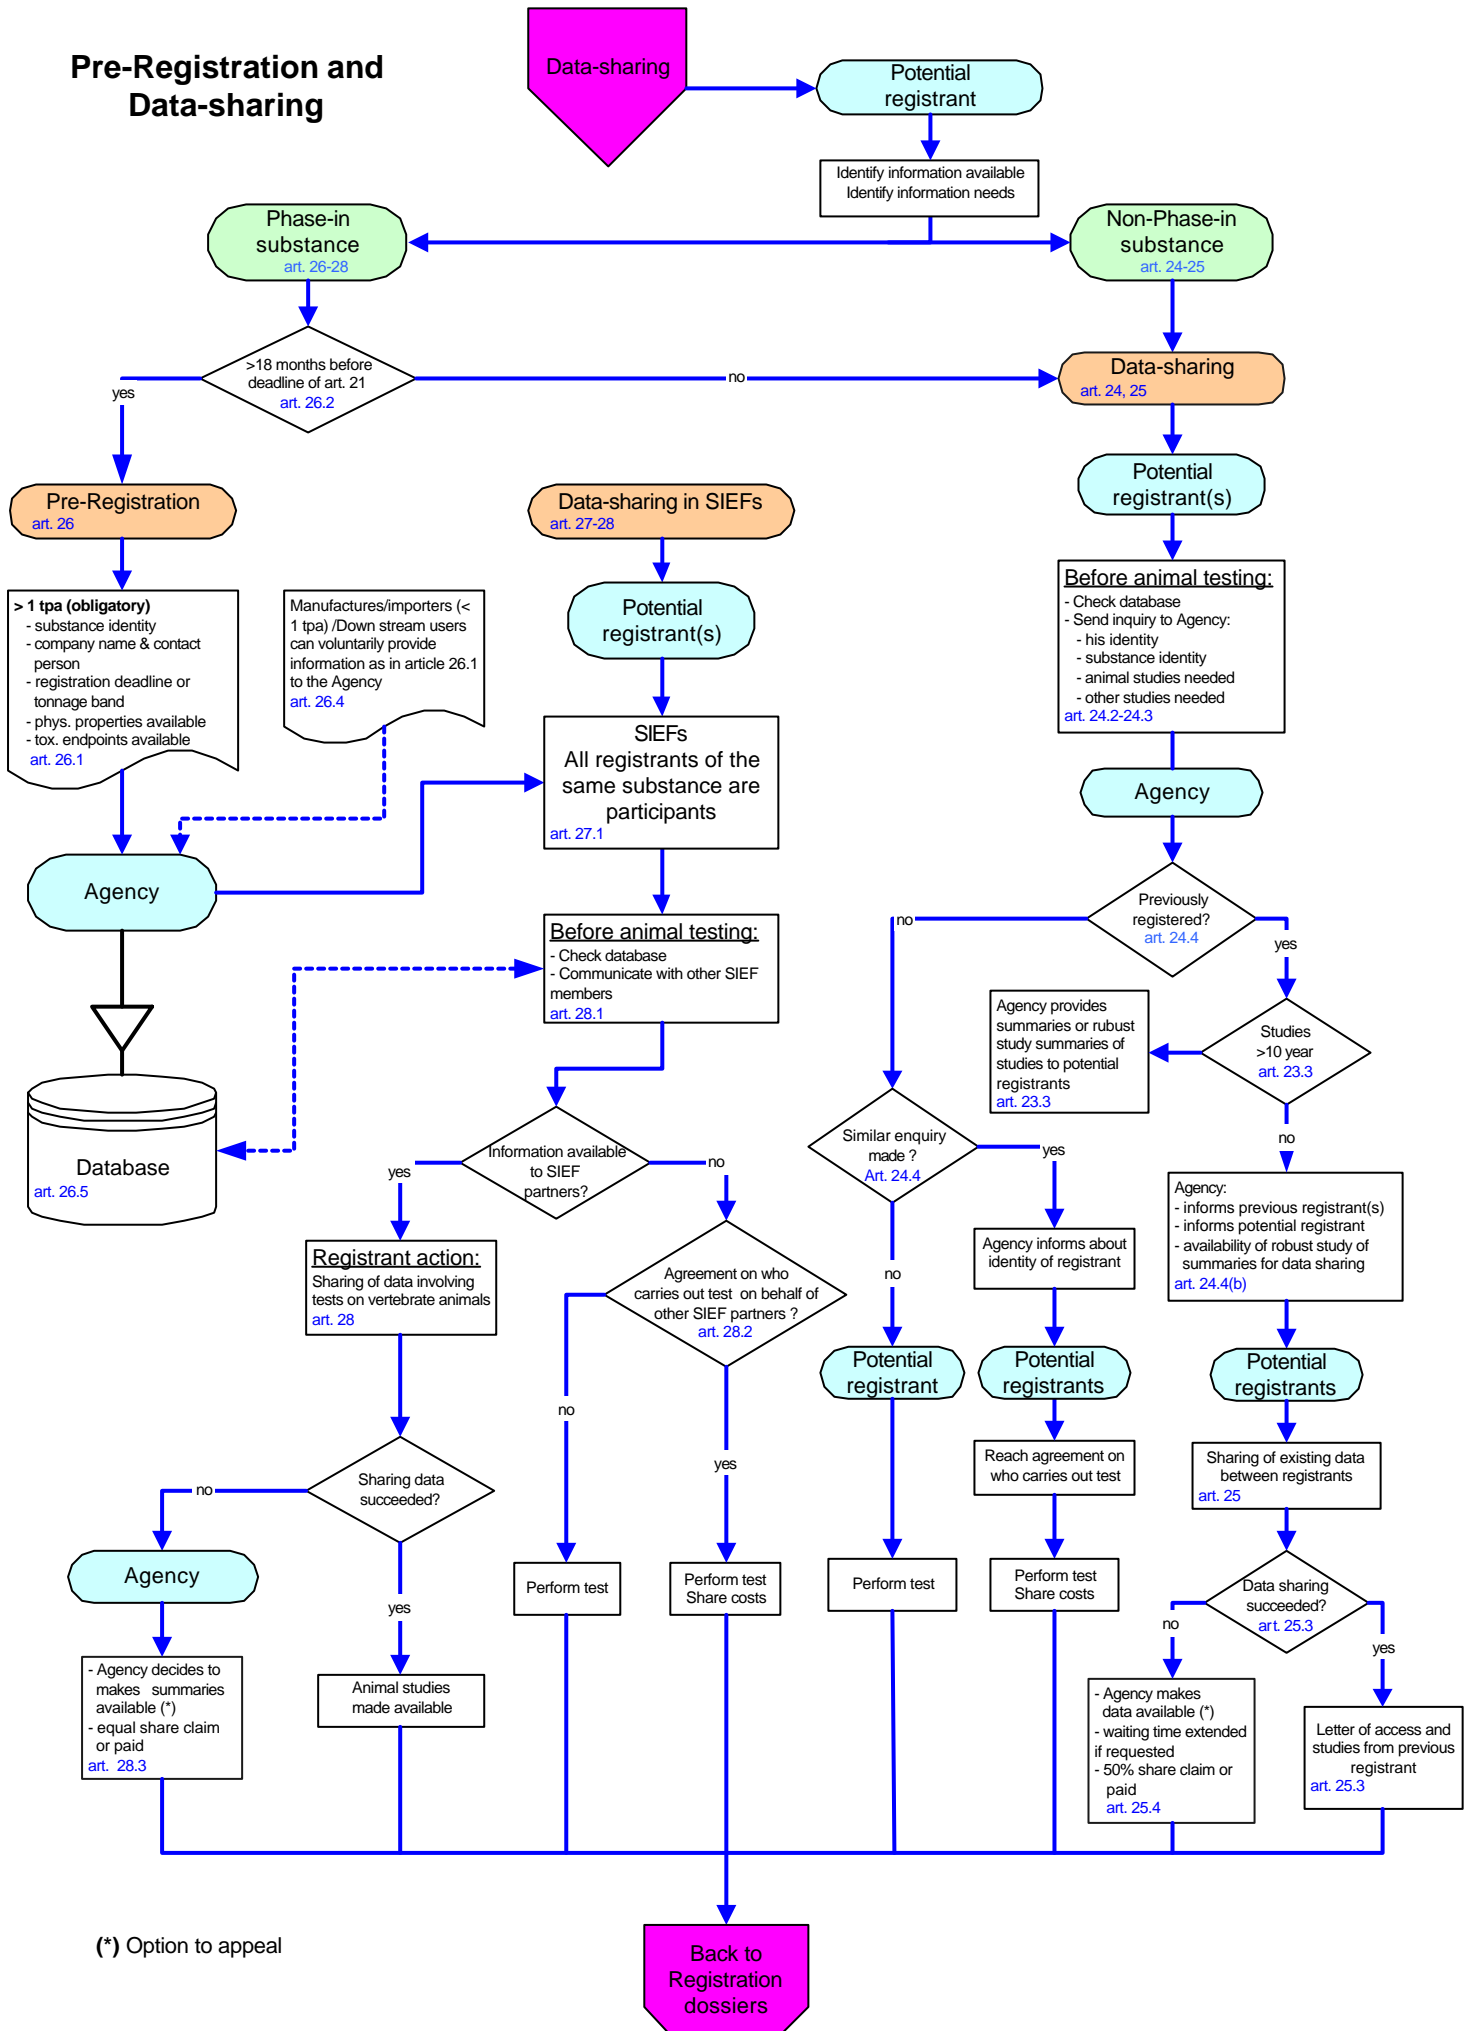 Pre-Registration and
Data-sharing
Data-sharing
Potential
registrant
Identify information available
Identify information needs
Phase-in
substance
art. 26-28
Non-Phase-in
substance
art. 24-25
>18 months before
deadline of art. 21
art. 26.2
yes
no
Data-sharing
art. 24, 25
Pre-Registration
art. 26
Data-sharing in SIEFs
art. 27-28
Potential
registrant(s)
> 1 tpa (obligatory)
- substance identity
- company name & contact
person
- registration deadline or
tonnage band
- phys. properties available
- tox. endpoints available
art. 26.1
Manufactures/importers (<
1 tpa) /Down stream users
can voluntarily provide
information as in article 26.1
to the Agency
art. 26.4
Potential
registrant(s)
Before animal testing:
- Check database
- Send inquiry to Agency:
- his identity
- substance identity
- animal studies needed
- other studies needed
art. 24.2-24.3
SIEFs
All registrants of the
same substance are
participants
art. 27.1
Agency
Agency
Previously
registered?
art. 24.4
no
yes
Before animal testing:
- Check database
- Communicate with other SIEF
members
art. 28.1
Agency provides
summaries or rubust
study summaries of
studies to potential
registrants
art. 23.3
Studies
>10 year
art. 23.3
no
Database
art. 26.5
Information available
to SIEF
partners?
yes
no
Similar enquiry
made ?
Art. 24.4
yes
no
Agency:
- informs previous registrant(s)
- informs potential registrant
- availability of robust study of
summaries for data sharing
art. 24.4(b)
Registrant action:
Sharing of data involving
tests on vertebrate animals
art. 28
Agreement on who
carries out test  on behalf of
other SIEF partners ?
art. 28.2
no
yes
Agency informs about
identity of registrant
Potential
registrant
Potential
registrants
Potential
registrants
Reach agreement on
who carries out test
Sharing of existing data
between registrants
art. 25
Sharing data
succeeded?
no
yes
Agency
Perform test
Perform test
Share costs
Perform test
Perform test
Share costs
Data sharing
succeeded?
art. 25.3
no
yes
- Agency decides to
makes   summaries
available (*)
- equal share claim
or paid
art.  28.3
Animal studies
made available
- Agency makes
data available (*)
- waiting time extended
if requested
- 50% share claim or
paid
art. 25.4
Letter of access and
studies from previous
registrant
art. 25.3
(*) Option to appeal
Back to
Registration
dossiers